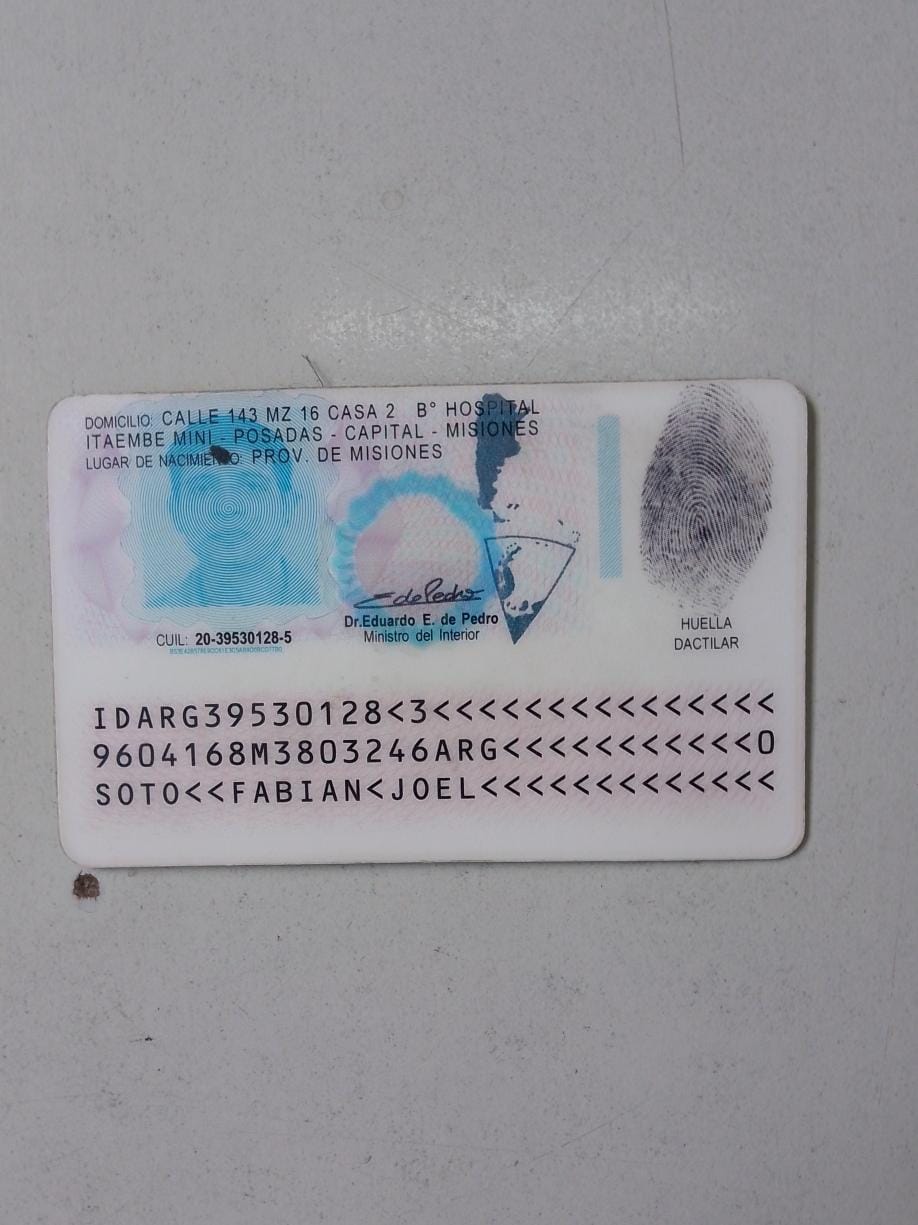 DOMICILIO: CALLE 143 MZ 16 CASA 2 B° HOSPITAL
ITAEMBE MINI - POSADAS - CAPITAL - MISIONES
LUGAR DE NACIMIENTO: PROV. DE MISIONES
CUIL: 20-39530128-5
Dr.Eduardo E. de Pedro
Ministro del Interior
HUELLA
DACTILAR
IDARG39530128<3<<<<<<<<<<<<<<<
9604168M3803246ARG<<<<<<<<<<<0
SOTO<<FABIAN<JOEL<<<<<<<<<<<<<